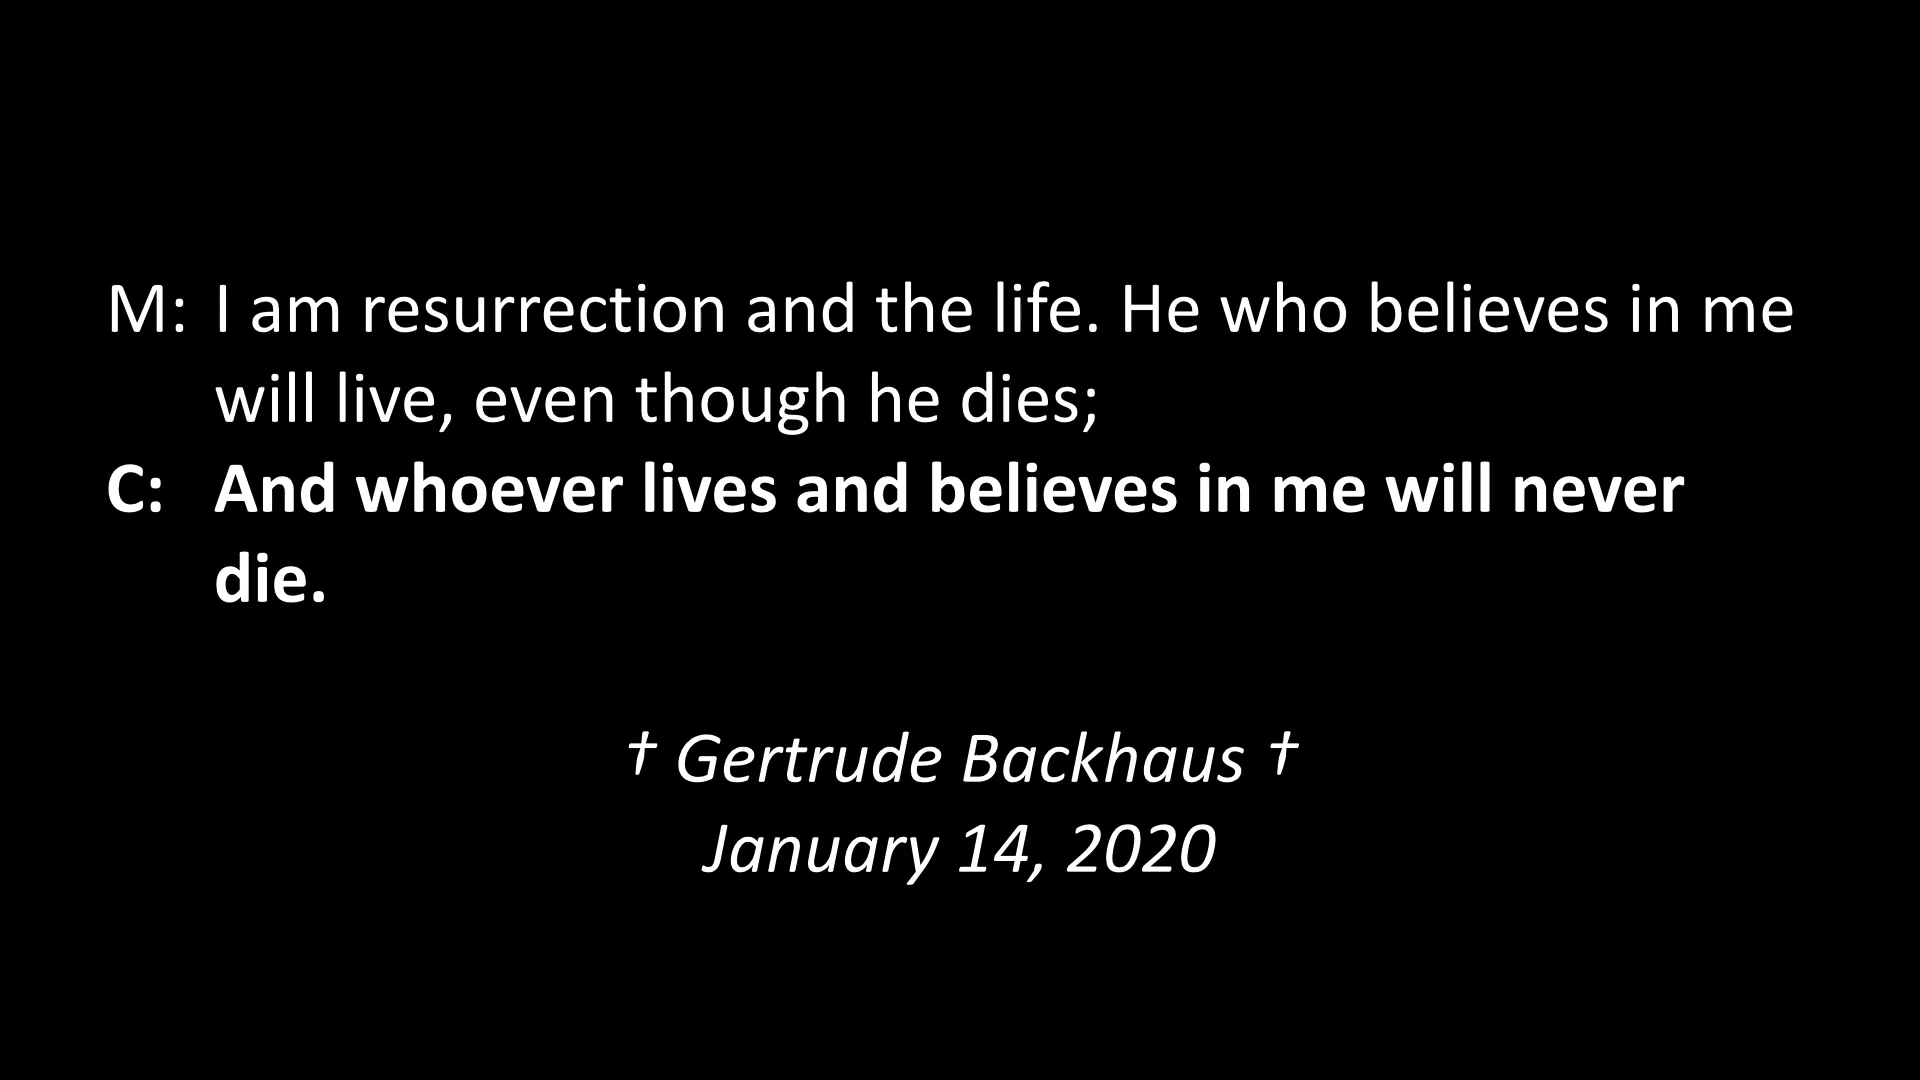 M: I am resurrection and the life. He who believes in me
will live, even though he dies;
C: And whoever lives and believes in me will never
die.
† Gertrude Backhaus †
January 14, 2020